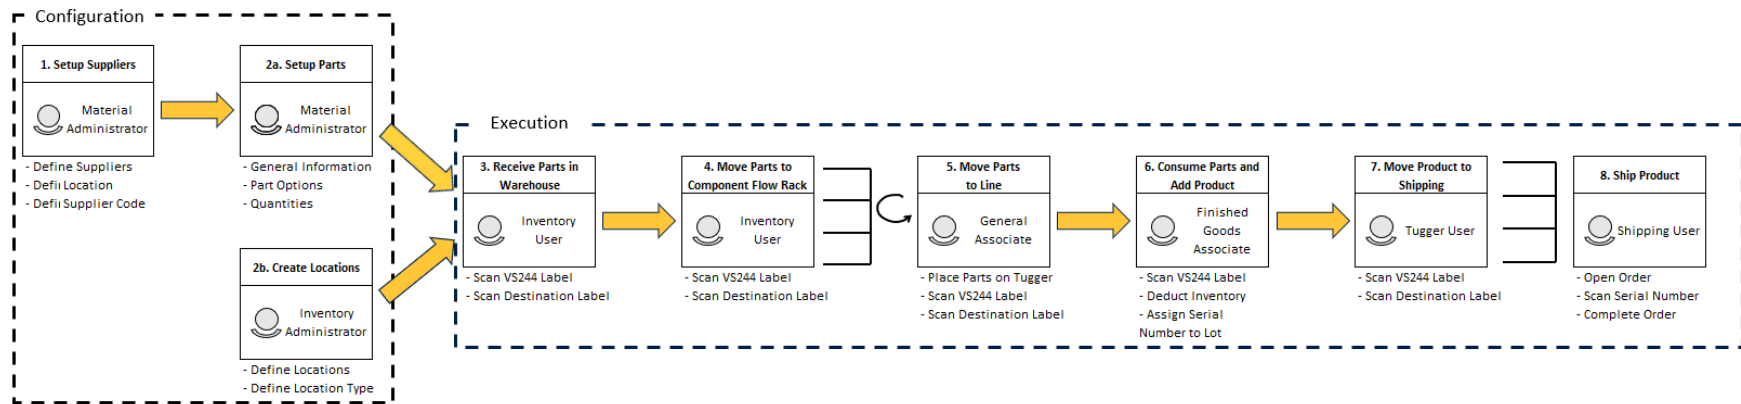 Configuration
1. Setup Suppliers
Material
Administrator
- Define Suppliers
- Defii Location
- Defii Supplier Code
2a. Setup Parts
Material
Administrator
- General Information
- Part Options
- Quantities
2b. Create Locations
Inventory
Administrator
- Define Locations
- Define Location Type
Execution
3. Receive Parts in
Warehouse
Inventory
User
- Scan VS244 Label
- Scan Destination Label
4. Move Parts to
Component Flow Rack
Inventory
User
- Scan VS244 Label
- Scan Destination Label
5. Move Parts
to Line
General
Associate
- Place Parts on Tugger
- Scan VS244 Label
- Scan Destination Label
6. Consume Parts and
Add Product
Finished
Goods
Associate
- Scan VS244 Label
- Deduct Inventory
- Assign Serial
Number to Lot
7. Move Product to
Shipping
Tugger User
- Scan VS244 Label
- Scan Destination Label
8. Ship Product
Shipping User
- Open Order
- Scan Serial Number
- Complete Order